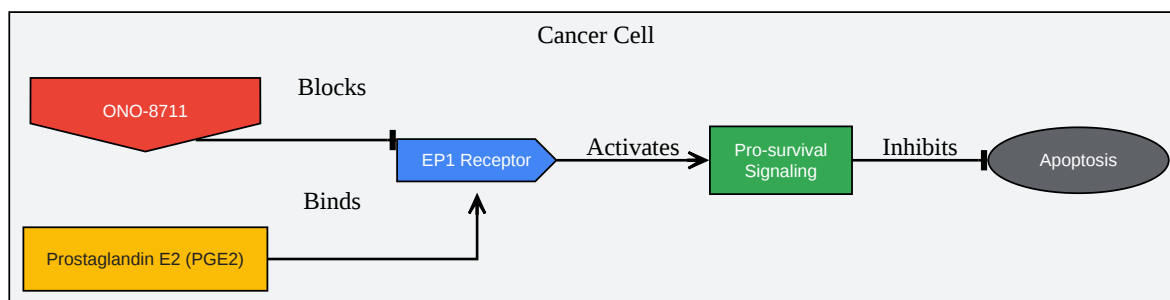 Cancer Cell
Blocks
ONO-8711
EP1 Receptor
Activates
Pro-survival
Signaling
Inhibits
Apoptosis
Binds
Prostaglandin E2 (PGE2)